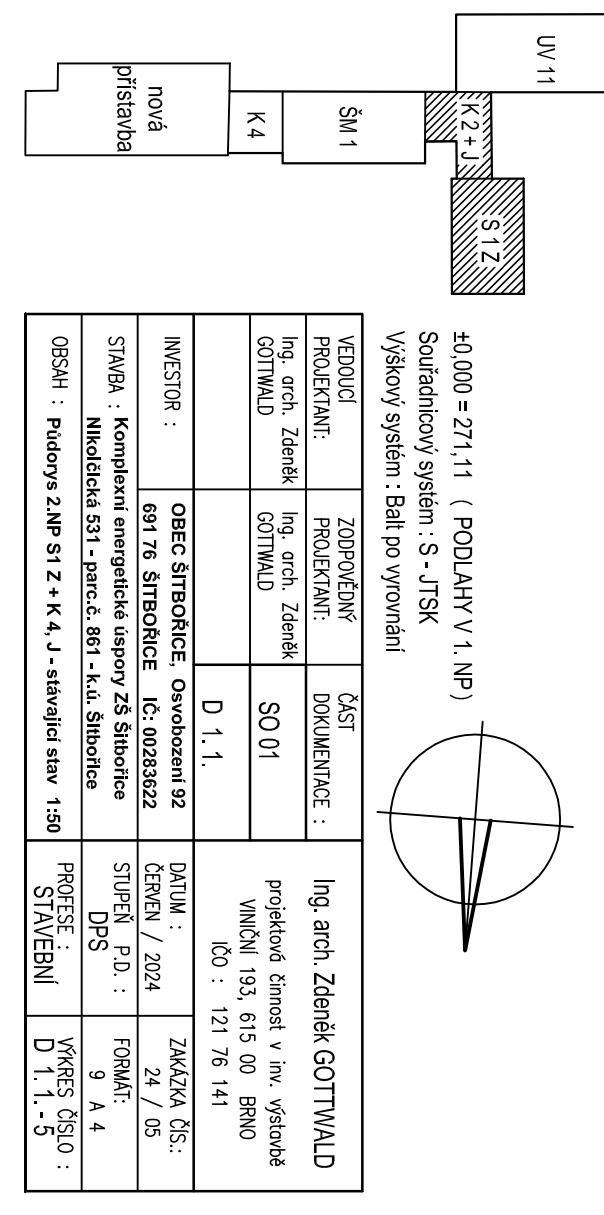 UV 11
K 2 + J
S 1 Z
ŠM 1
K 4
nová
přístavba
±0,000 = 271,11 ( PODLAHY V 1. NP )
Souřadnicový systém : S - JTSK
Výškový systém : Balt po vyrovnání
VEDOUCÍ
PROJEKTANT:
ZODPOVĚDNÝ
PROJEKTANT:
ČÁST
DOKUMENTACE :
Ing. arch. Zdeněk
GOTTWALD
Ing. arch. Zdeněk
GOTTWALD
SO 01
D 1. 1.
Ing. arch. Zdeněk GOTTWALD
projektová činnost v inv. výstavbě
VINIČNÍ 193, 615 00 BRNO
IČO : 121 76 141
INVESTOR :
OBEC ŠITBOŘICE, Osvobození 92
691 76 ŠITBOŘICE IČ: 00283622
DATUM :
ČERVEN / 2024
ZAKÁZKA ČÍS.:
24 / 05
STAVBA : Komplexní energetické úspory ZŠ Šitbořice
Nikolčická 531 - parc.č. 861 - k.ú. Šitbořice
STUPEŇ P.D. :
DPS
FORMÁT:
9 A 4
OBSAH : Půdorys 2.NP S1 Z + K 4, J - stávající stav 1:50
PROFESE :
STAVEBNÍ
VÝKRES ČÍSLO :
D 1. 1. - 5